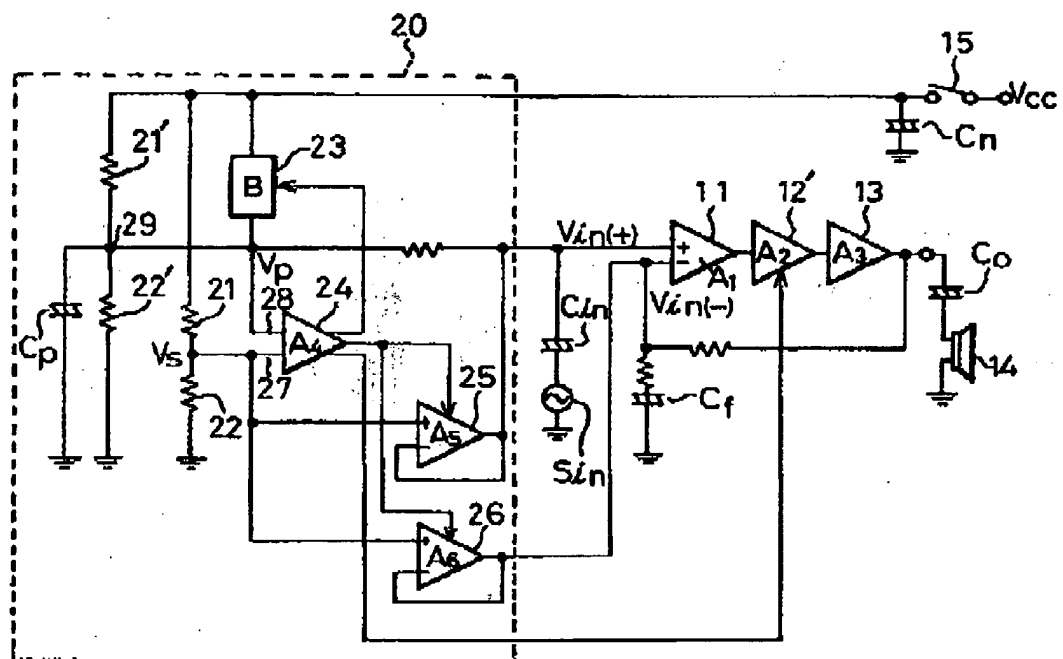 20
15
Vcc
Cn
21'
23
B
29
Vp
11
12'
13
Vin(+)
+
−
A1
A2
A3
Vin(−)
Co
22'
21
28
24
Cin
Cp
A4
Vs
27
22
25
14
+
A5
Cf
−
Sin
26
+
A6
−